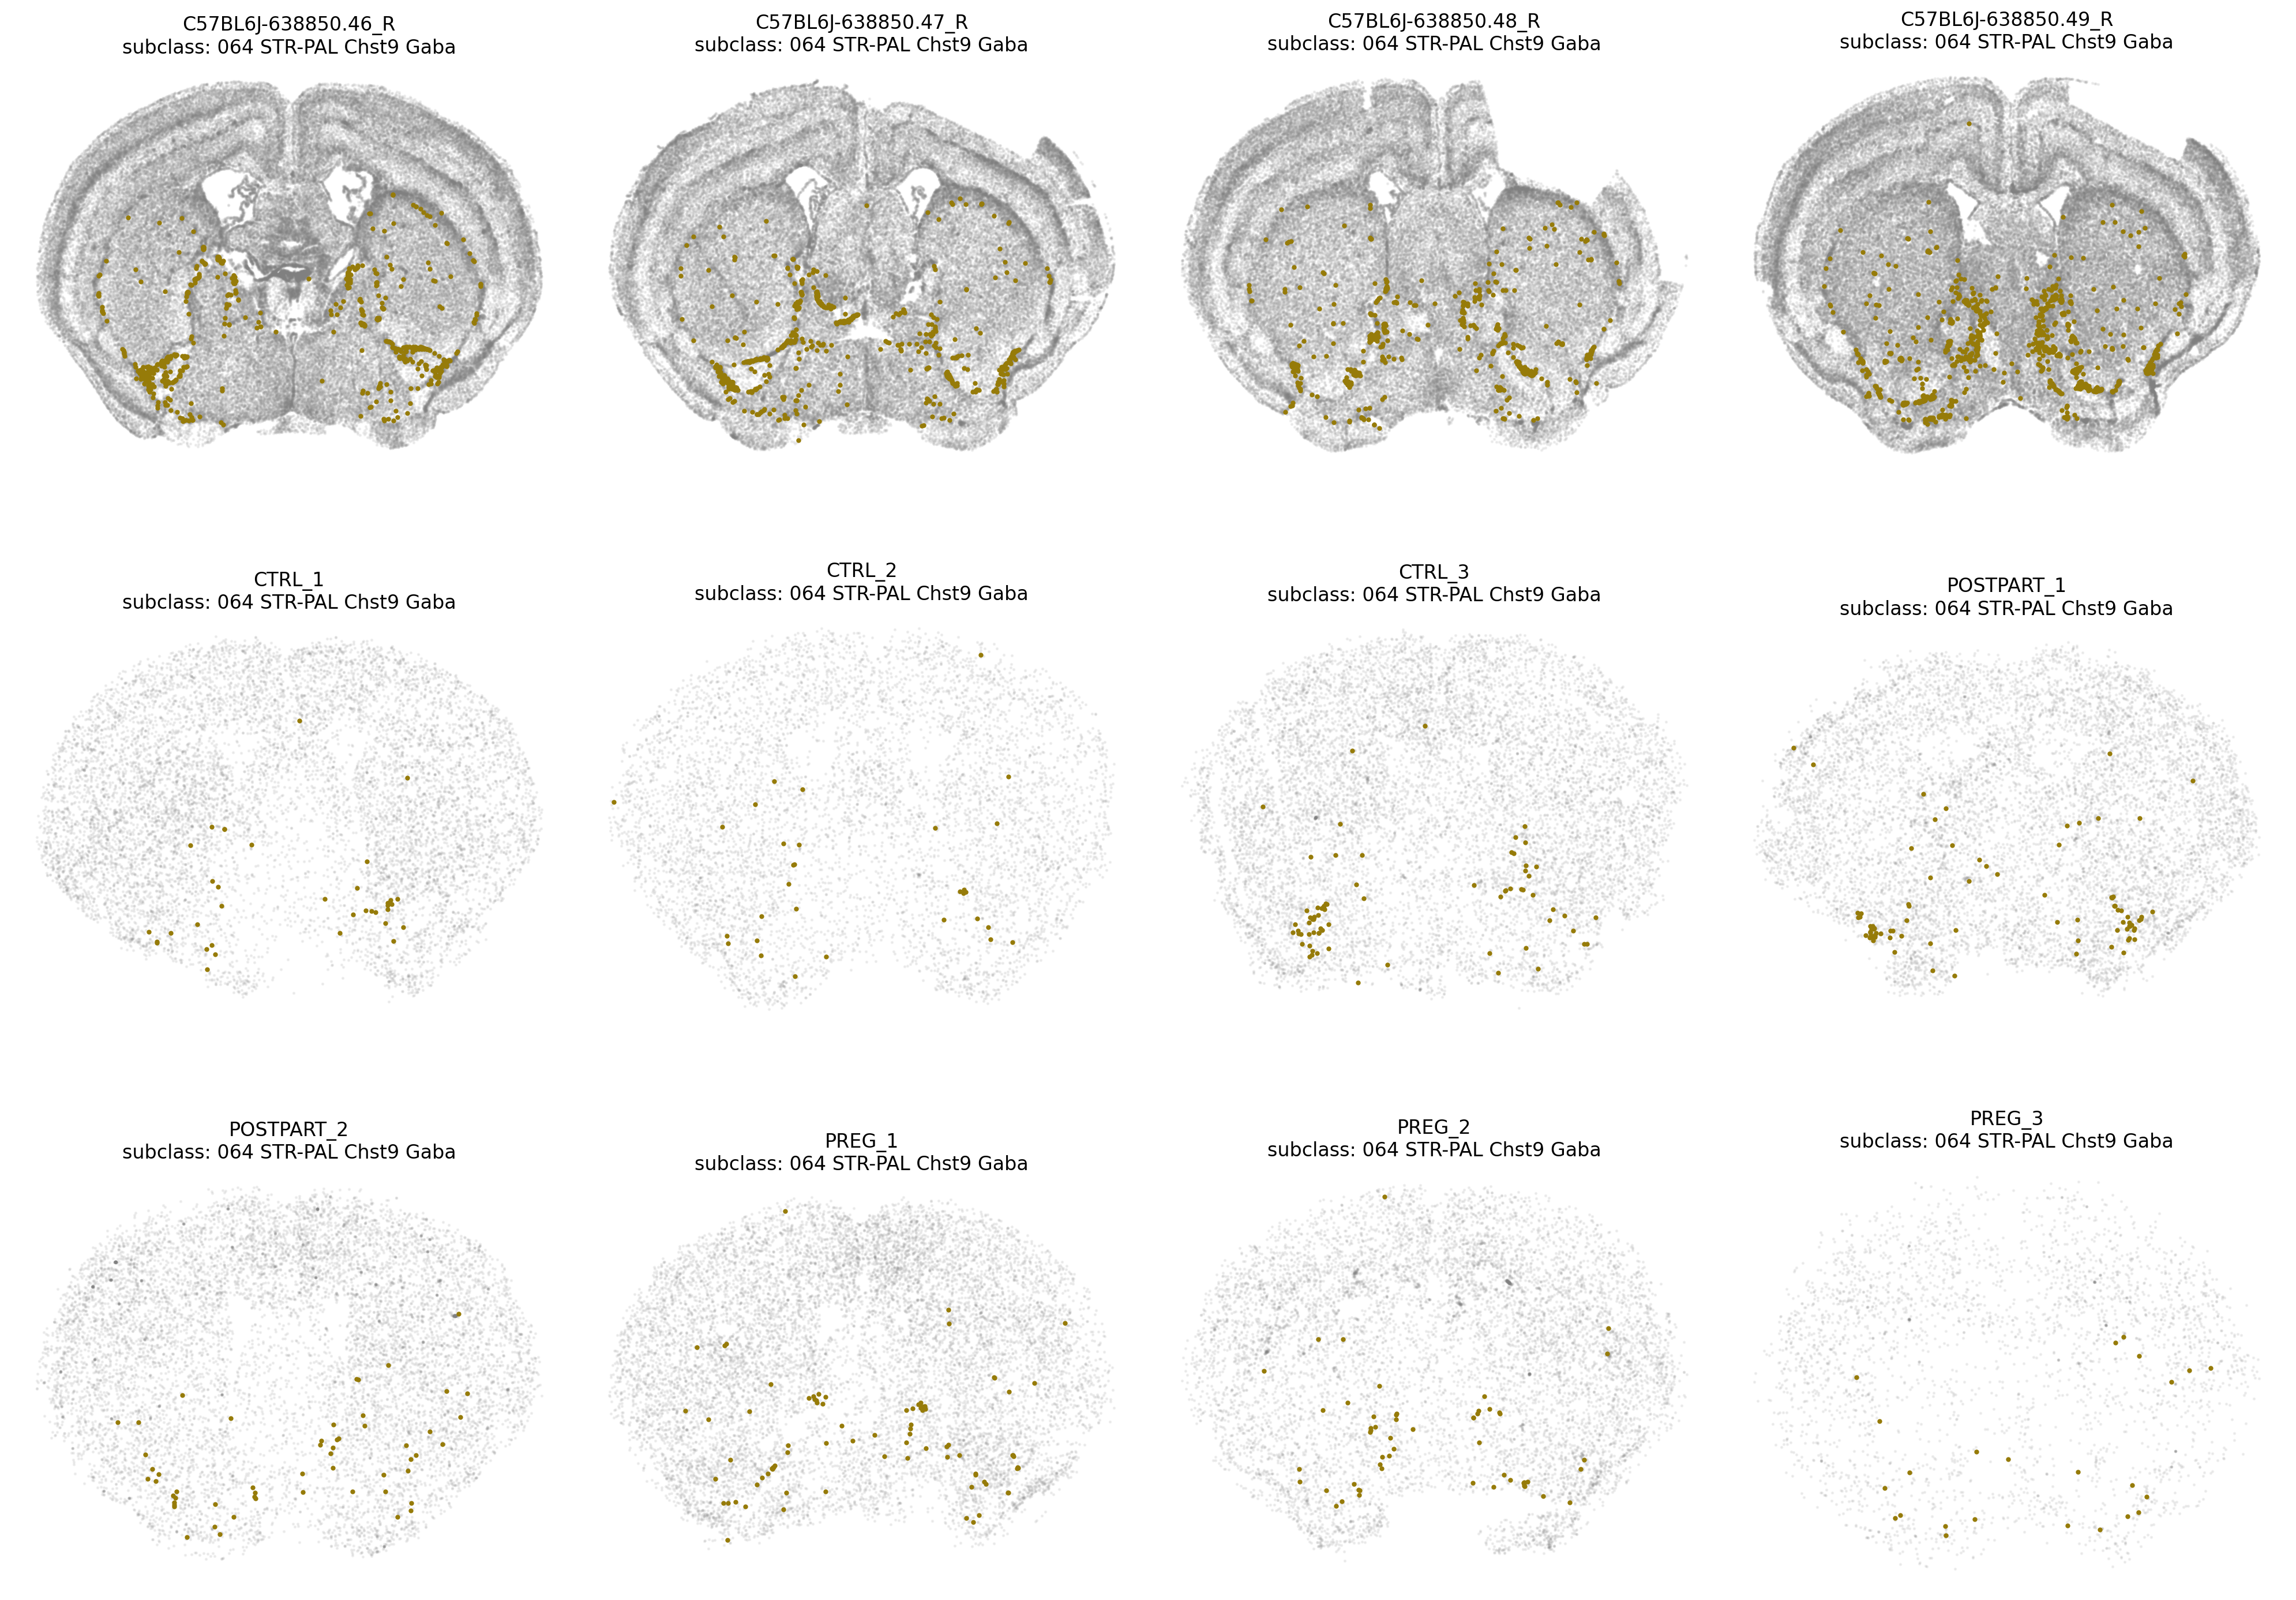 C57BL6J-638850.46_R
subclass: 064 STR-PAL Chst9 Gaba
C57BL6J-638850.47_R
subclass: 064 STR-PAL Chst9 Gaba
C57BL6J-638850.48_R
subclass: 064 STR-PAL Chst9 Gaba
C57BL6J-638850.49_R
subclass: 064 STR-PAL Chst9 Gaba
CTRL_1
subclass: 064 STR-PAL Chst9 Gaba
CTRL_2
subclass: 064 STR-PAL Chst9 Gaba
CTRL_3
subclass: 064 STR-PAL Chst9 Gaba
POSTPART_1
subclass: 064 STR-PAL Chst9 Gaba
POSTPART_2
subclass: 064 STR-PAL Chst9 Gaba
PREG_1
subclass: 064 STR-PAL Chst9 Gaba
PREG_2
subclass: 064 STR-PAL Chst9 Gaba
PREG_3
subclass: 064 STR-PAL Chst9 Gaba